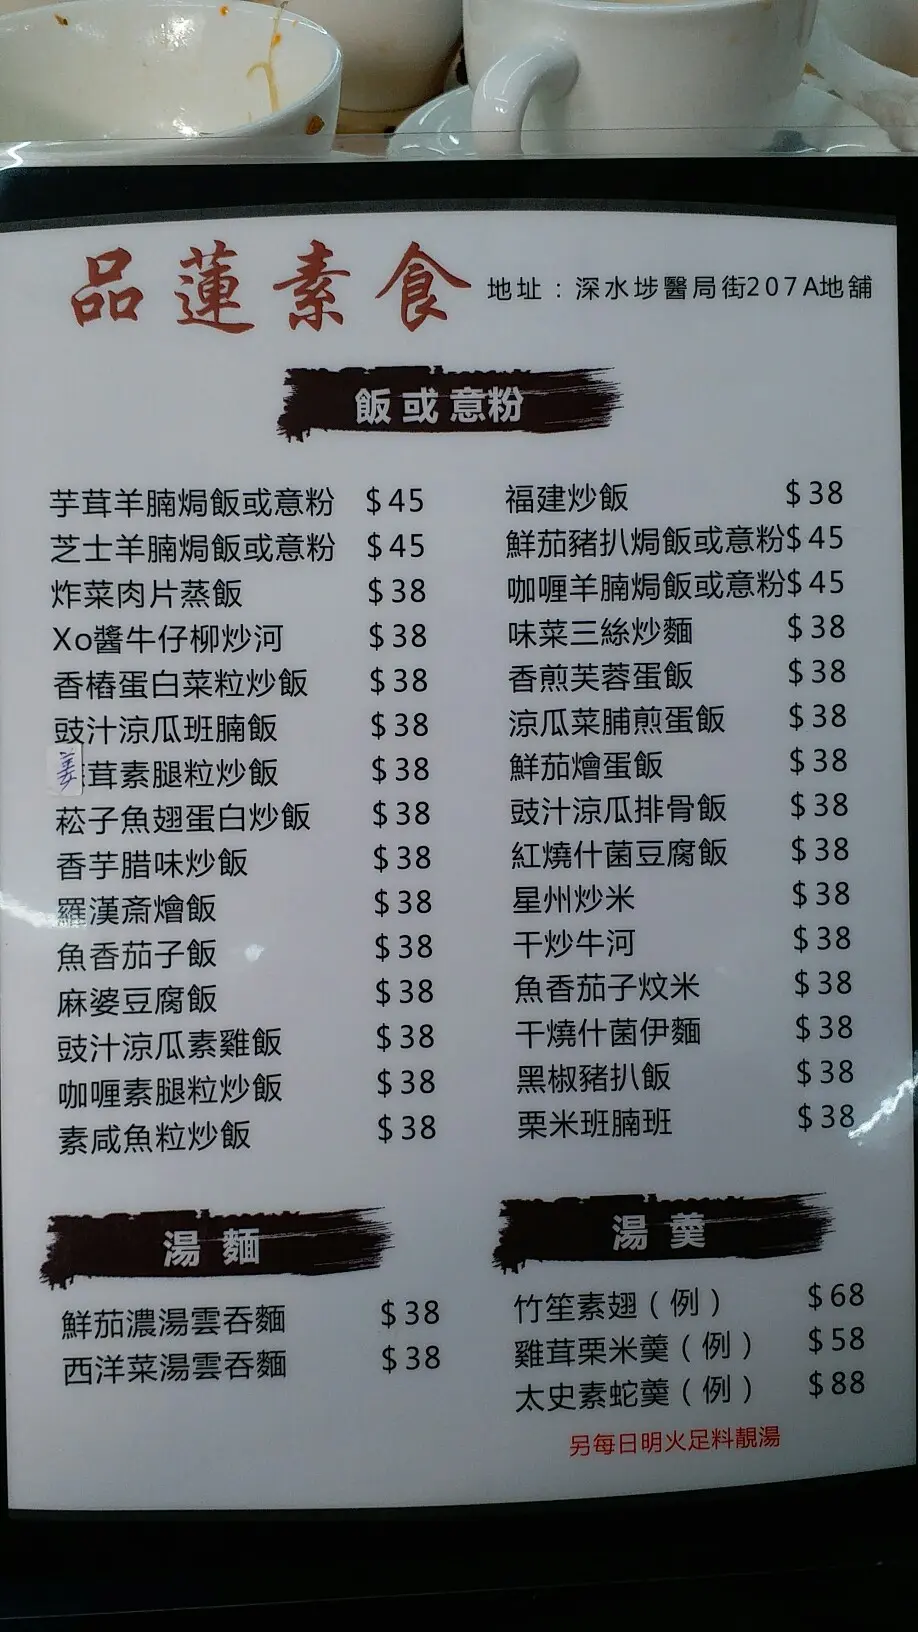 品蓮素食
地址：深水埗醫局街207A地舖
飯或意粉
芋茸羊腩焗飯或意粉 $45
芝士羊腩焗飯或意粉 $45
炸菜肉片蒸飯 $38
Xo醬牛仔柳炒河 $38
香樁蛋白菜粒炒飯 $38
豉汁涼瓜班腩飯 $38
姜茸素腿粒炒飯 $38
菘子魚翅蛋白炒飯 $38
香芋腊味炒飯 $38
羅漢斎燴飯 $38
魚香茄子飯 $38
麻婆豆腐飯 $38
豉汁涼瓜素雞飯 $38
咖喱素腿粒炒飯 $38
素咸魚粒炒飯 $38
福建炒飯 $38
鮮茄豬扒焗飯或意粉$45
咖喱羊腩焗飯或意粉$45
味菜三絲炒麵 $38
香煎芙蓉蛋飯 $38
涼瓜菜脯煎蛋飯 $38
鮮茄燴蛋飯 $38
豉汁涼瓜排骨飯 $38
紅燒什菌豆腐飯 $38
星州炒米 $38
干炒牛河 $38
魚香茄子炆米 $38
干燒什菌伊麵 $38
黑椒豬扒飯 $38
栗米班腩班 $38
湯麵
鮮茄濃湯雲吞麵 $38
西洋菜湯雲吞麵 $38
湯羹
竹笙素翅（例） $68
雞茸栗米羹（例） $58
太史素蛇羹（例） $88
另每日明火足料靚湯